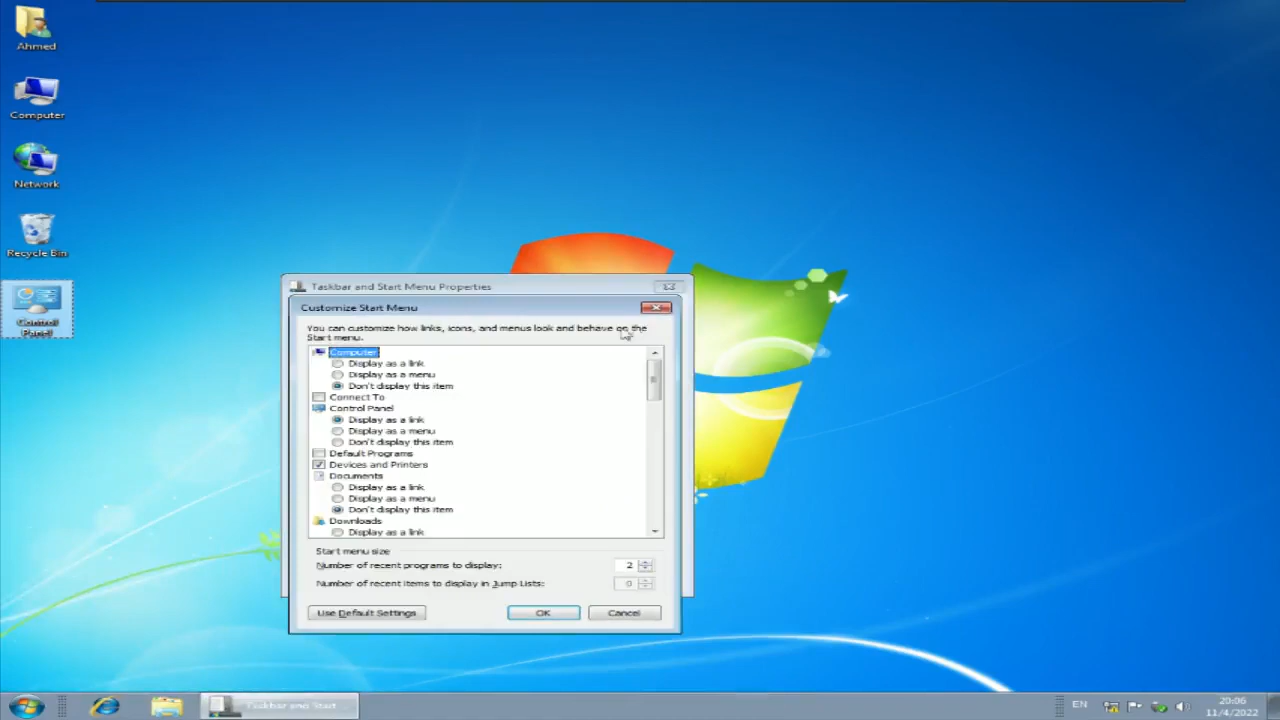 Ahmed
Computer
Network
Recycle Bin
Control
Panel
Taskbar and Start Menu Properties
Customize Start Menu
You can customize how links, icons, and menus look and behave on the
Start menu.
Computer
Display as a link
Display as a menu
Don't display this item
Connect To
Control Panel
Display as a link
Display as a menu
Don't display this item
Default Programs
Devices and Printers
Documents
Display as a link
Display as a menu
Don't display this item
Downloads
Display as a link
Start menu size
Number of recent programs to display:
2
Number of recent items to display in Jump Lists:
0
Use Default Settings
OK
Cancel
Taskbar and Start ...
EN
20:06
11/4/2022